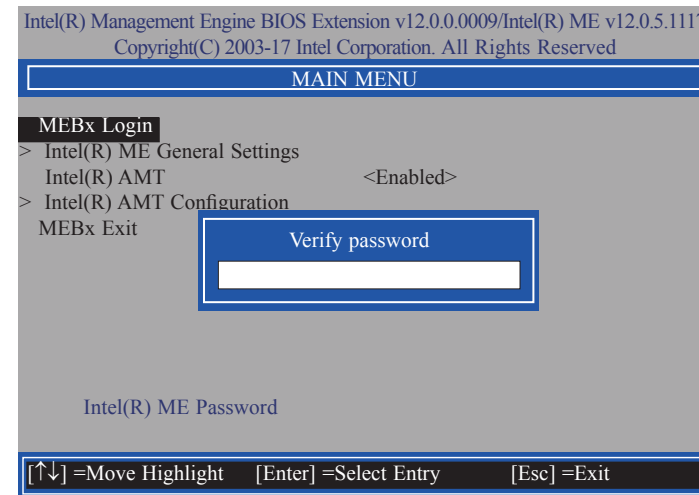 Intel(R) Management Engine BIOS Extension v12.0.0.0009/Intel(R) ME v12.0.5.1117
Copyright(C) 2003-17 Intel Corporation. All Rights Reserved
MAIN MENU
MEBx Login
> Intel(R) ME General Settings
Intel(R) AMT <Enabled>
> Intel(R) AMT Configuration
MEBx Exit
Verify password
Intel(R) ME Password
[↑↓] =Move Highlight [Enter] =Select Entry [Esc] =Exit